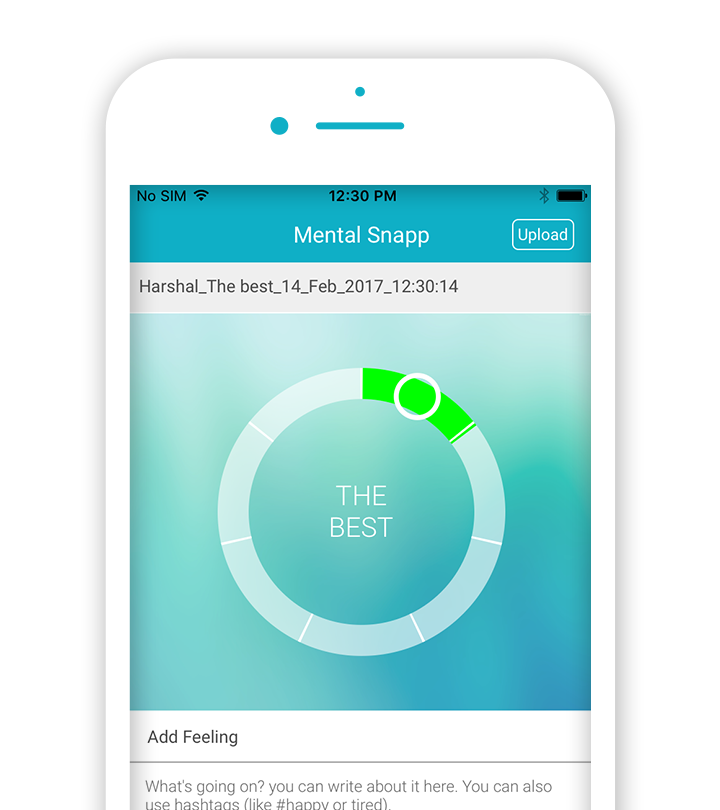 No SIM 12:30 PM
Mental Snapp Upload
Harshal_The best_14_Feb_2017_12:30:14
THE
BEST
Add Feeling
What's going on? you can write about it here. You can also
use hashtags (like #happy or tired).